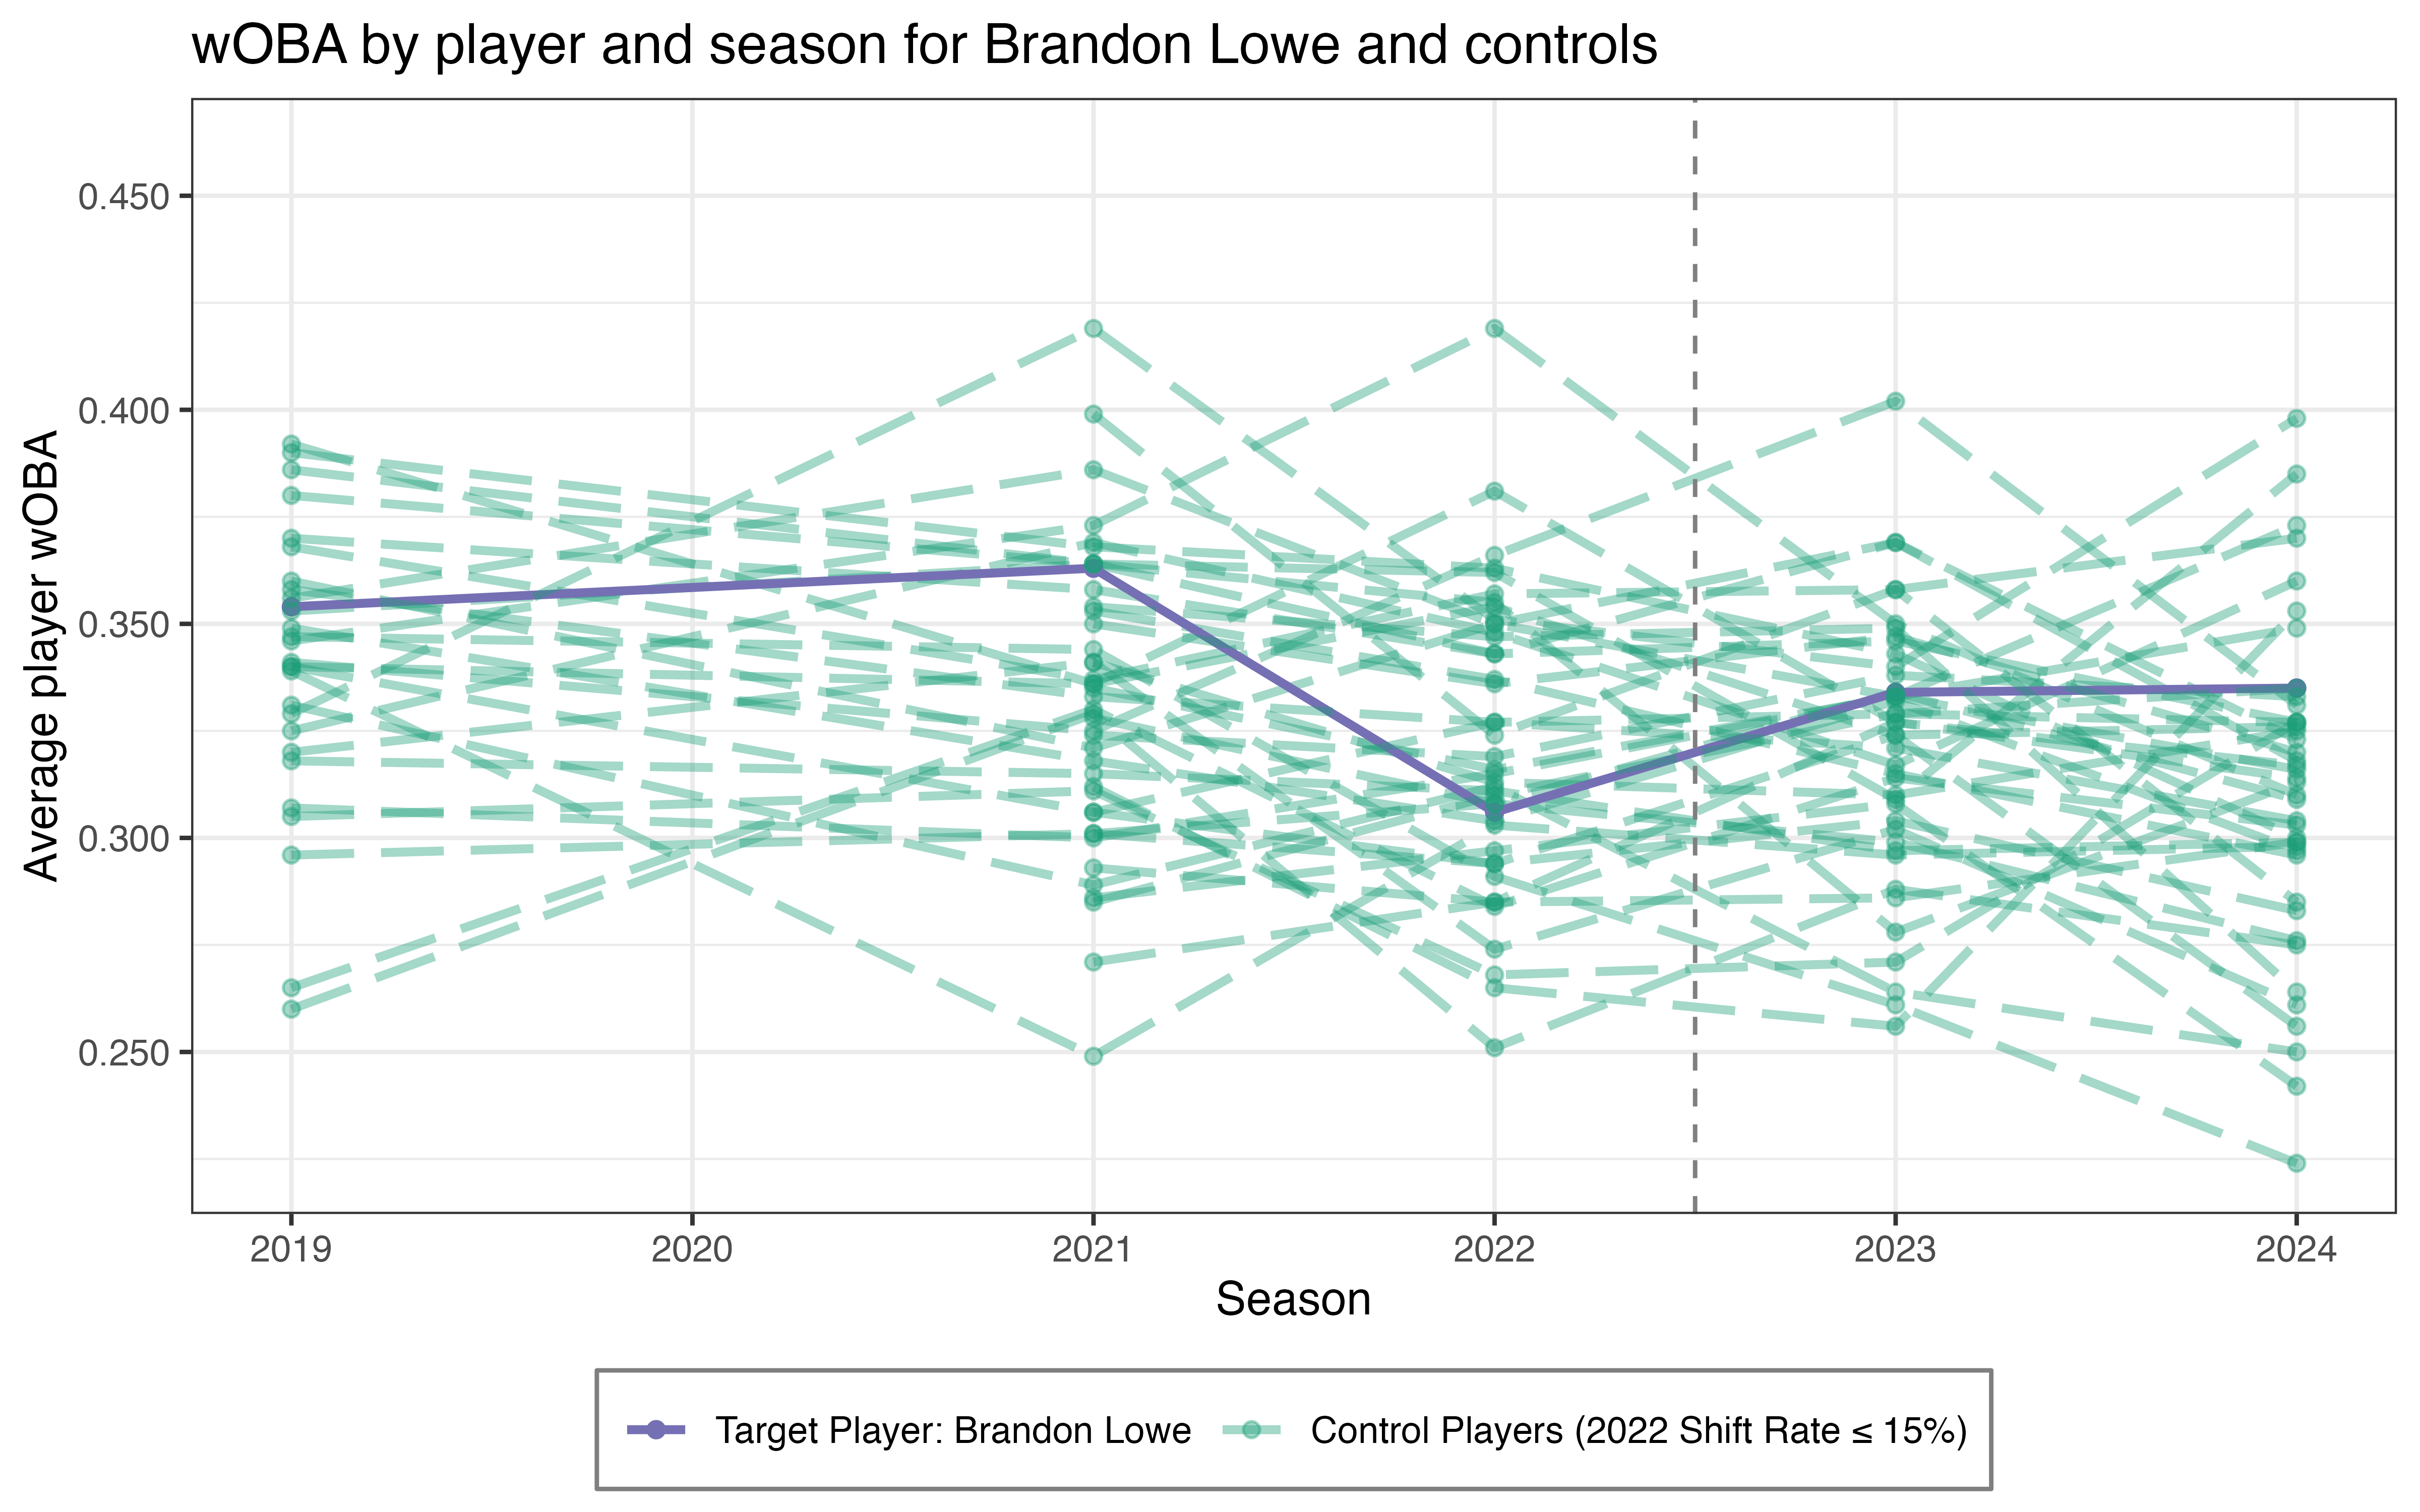 wOBA by player and season for Brandon Lowe and controls
Average player wOBA
0.450
0.400
0.350
0.300
0.250
2019 2020 2021 2022 2023 2024
Season
Target Player: Brandon Lowe Control Players (2022 Shift Rate ≤ 15%)